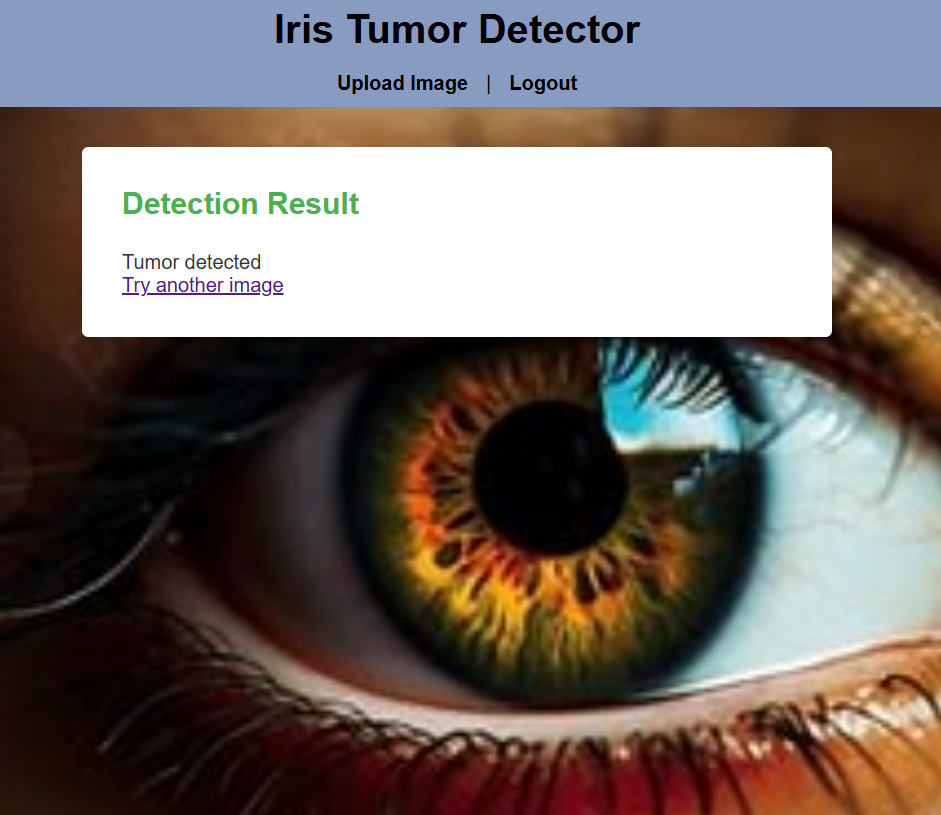 Iris Tumor Detector
Upload Image | Logout
Detection Result
Tumor detected
Try another image